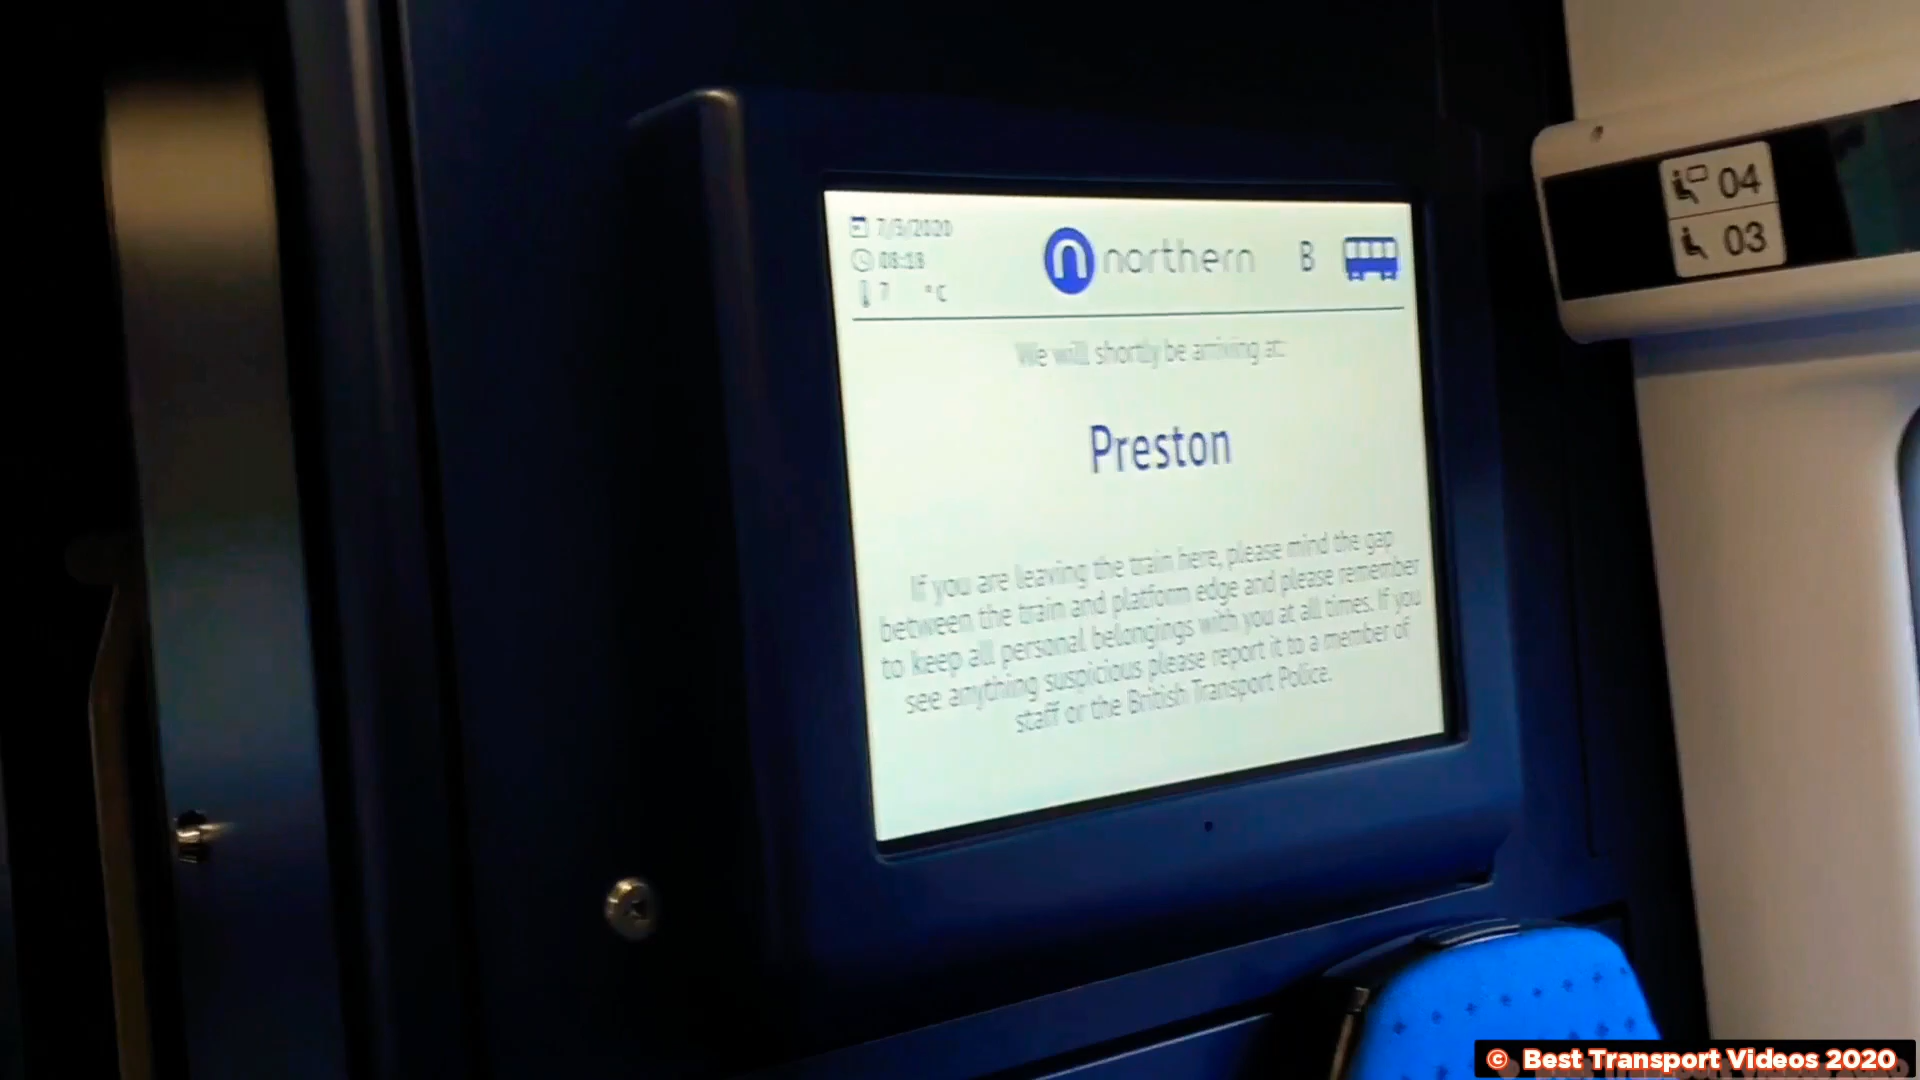 7/3/2020
08:18
7 °C
northern
B
We will shortly be arriving at:
Preston
If you are leaving the train here, please mind the gap
between the train and platform edge and please remember
to keep all personal belongings with you at all times. If you
see anything suspicious please report it to a member of
staff or the British Transport Police.
04
03
© Best Transport Videos 2020